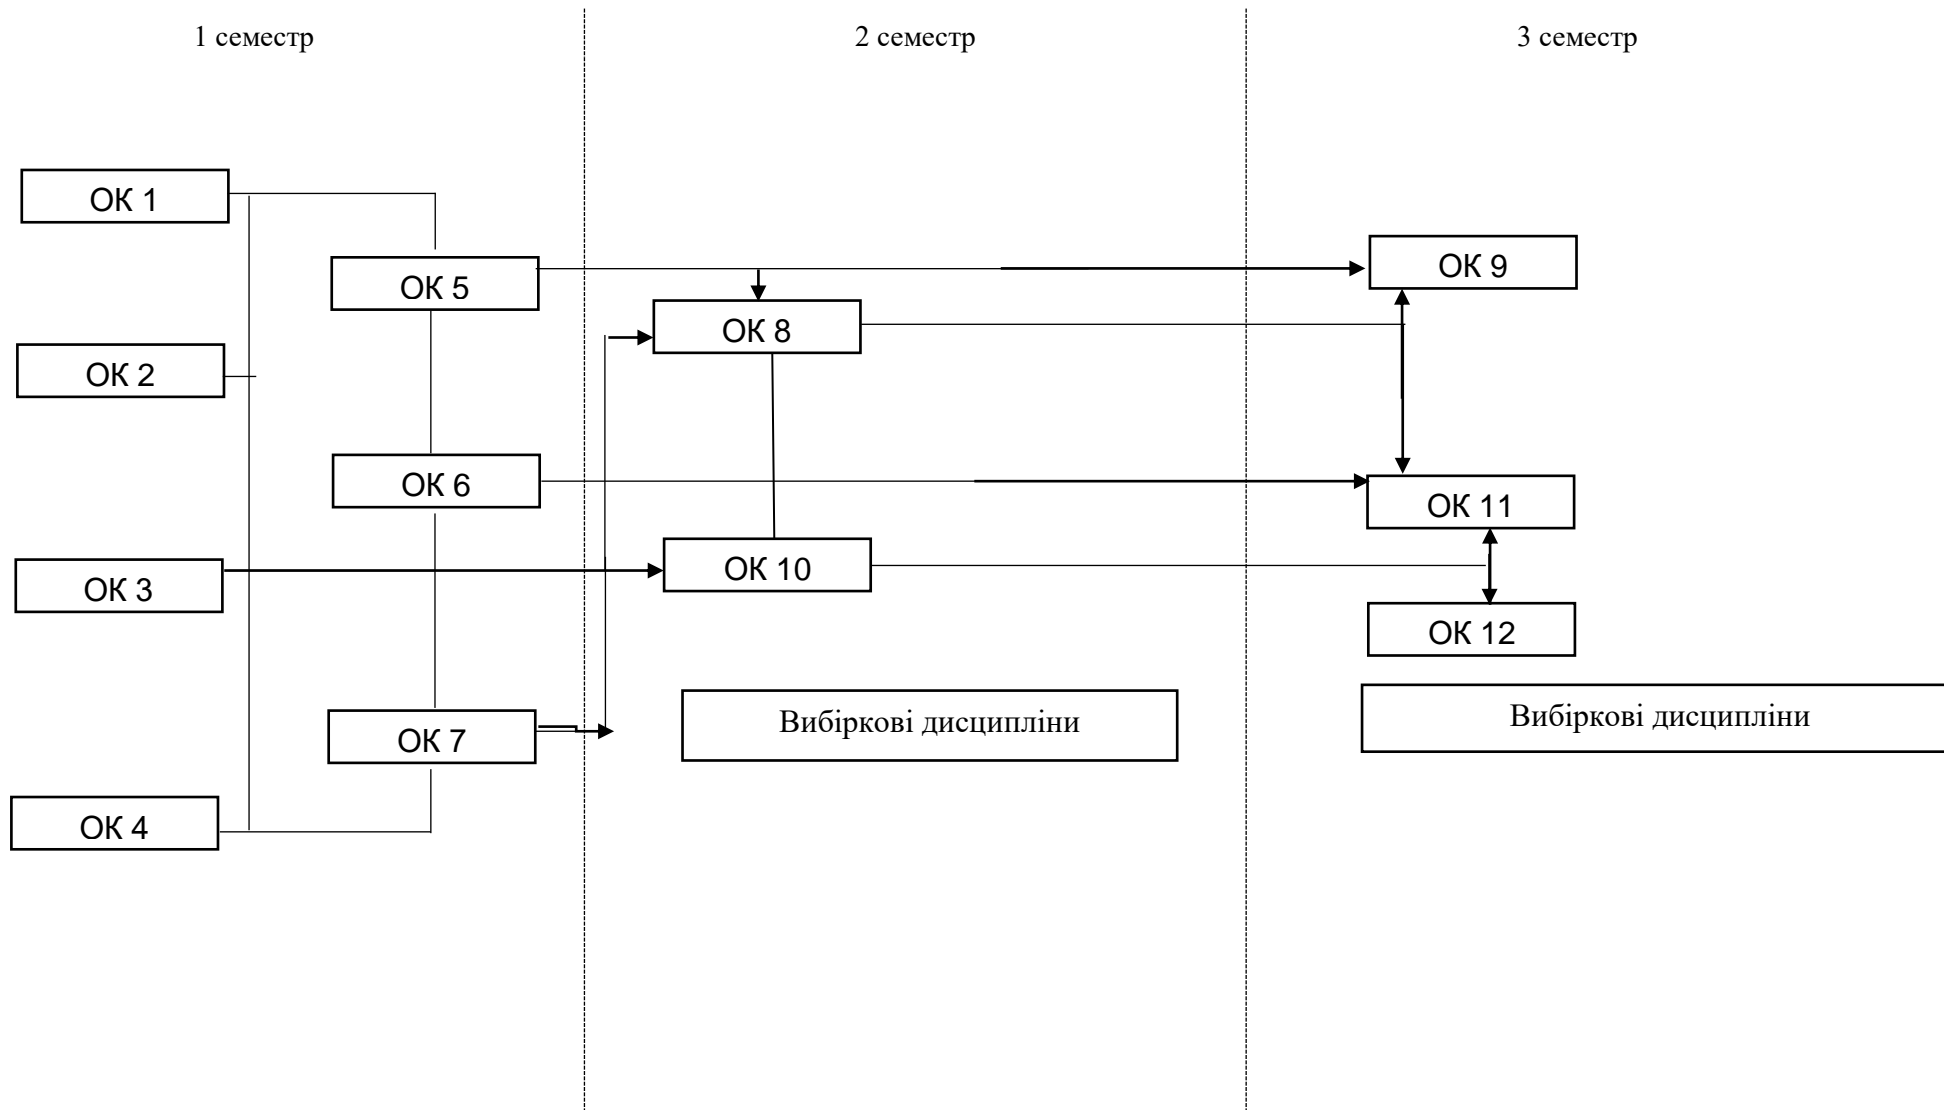 1 семестр
2 семестр
3 семестр
ОК 1
ОК 5
ОК 9
ОК 8
ОК 2
ОК 6
ОК 11
ОК 3
ОК 10
ОК 12
ОК 7
Вибіркові дисципліни
Вибіркові дисципліни
ОК 4